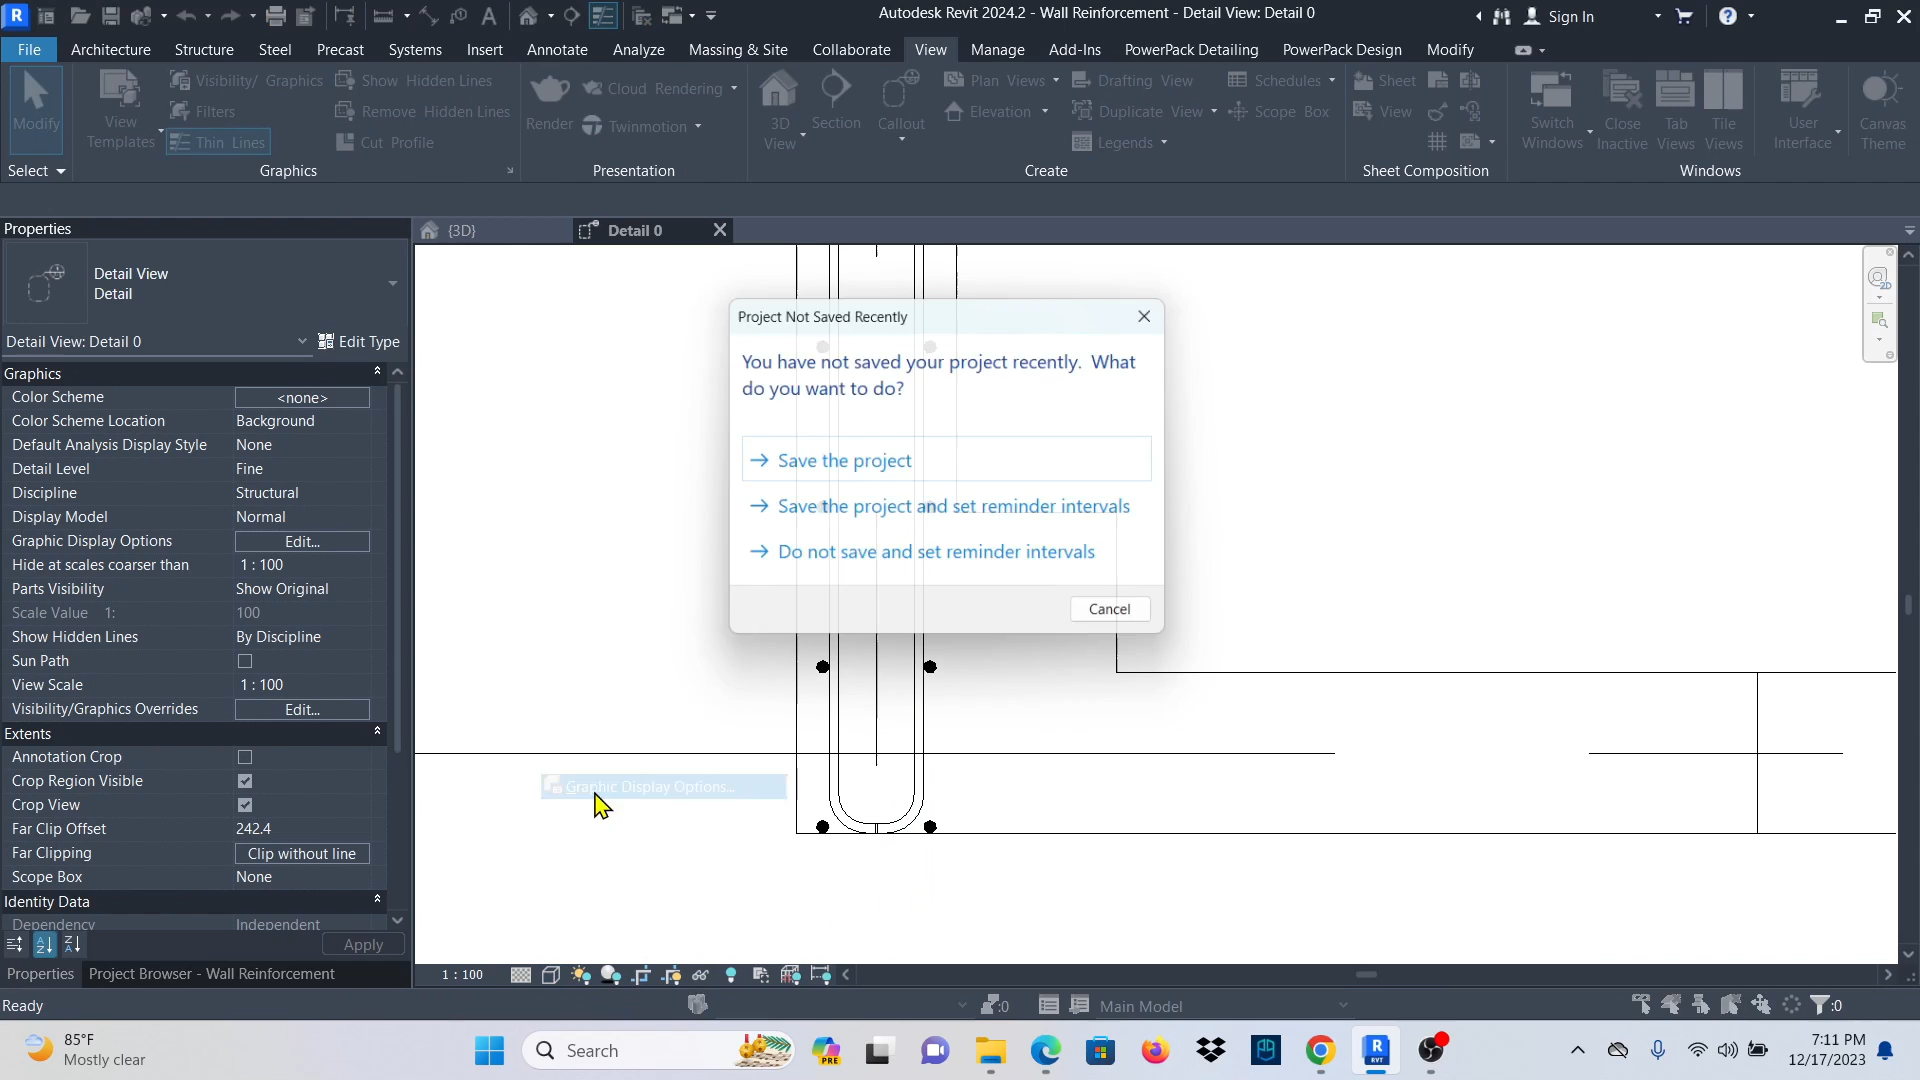 Autodesk Revit 2024.2 - Wall Reinforcement - Detail View: Detail 0
Sign In
File Architecture Structure Steel Precast Systems Insert Annotate Analyze Massing & Site Collaborate View Manage Add-Ins PowerPack Detailing PowerPack Design Modify
Modify
View Templates
Visibility/ Graphics
Filters
Thin Lines
Show Hidden Lines
Remove Hidden Lines
Cut Profile
Render
Cloud Rendering
Twinmotion
3D View
Section
Callout
Plan Views
Elevation
Drafting View
Duplicate View
Legends
Schedules
Scope Box
Sheet
View
Switch Windows
Close Inactive
Tab Views
Tile Views
User Interface
Canvas Theme
Select Graphics Presentation Create Sheet Composition Windows
Properties
{3D}
Detail 0
Detail View
Detail
Detail View: Detail 0
Edit Type
Graphics
Color Scheme <none>
Color Scheme Location Background
Default Analysis Display Style None
Detail Level Fine
Discipline Structural
Display Model Normal
Graphic Display Options Edit...
Hide at scales coarser than 1 : 100
Parts Visibility Show Original
Scale Value 1: 100
Show Hidden Lines By Discipline
Sun Path
View Scale 1 : 100
Visibility/Graphics Overrides Edit...
Extents
Annotation Crop
Crop Region Visible
Crop View
Far Clip Offset 242.4
Far Clipping Clip without line
Scope Box None
Identity Data
Dependency Independent
Apply
Properties Project Browser - Wall Reinforcement
Project Not Saved Recently
You have not saved your project recently. What
do you want to do?
Save the project
Save the project and set reminder intervals
Do not save and set reminder intervals
Cancel
Graphic Display Options...
2D
1 : 100
Ready
:0
Main Model
:0
85°F
Mostly clear
Search
PRE
R
RVT
7:11 PM
12/17/2023